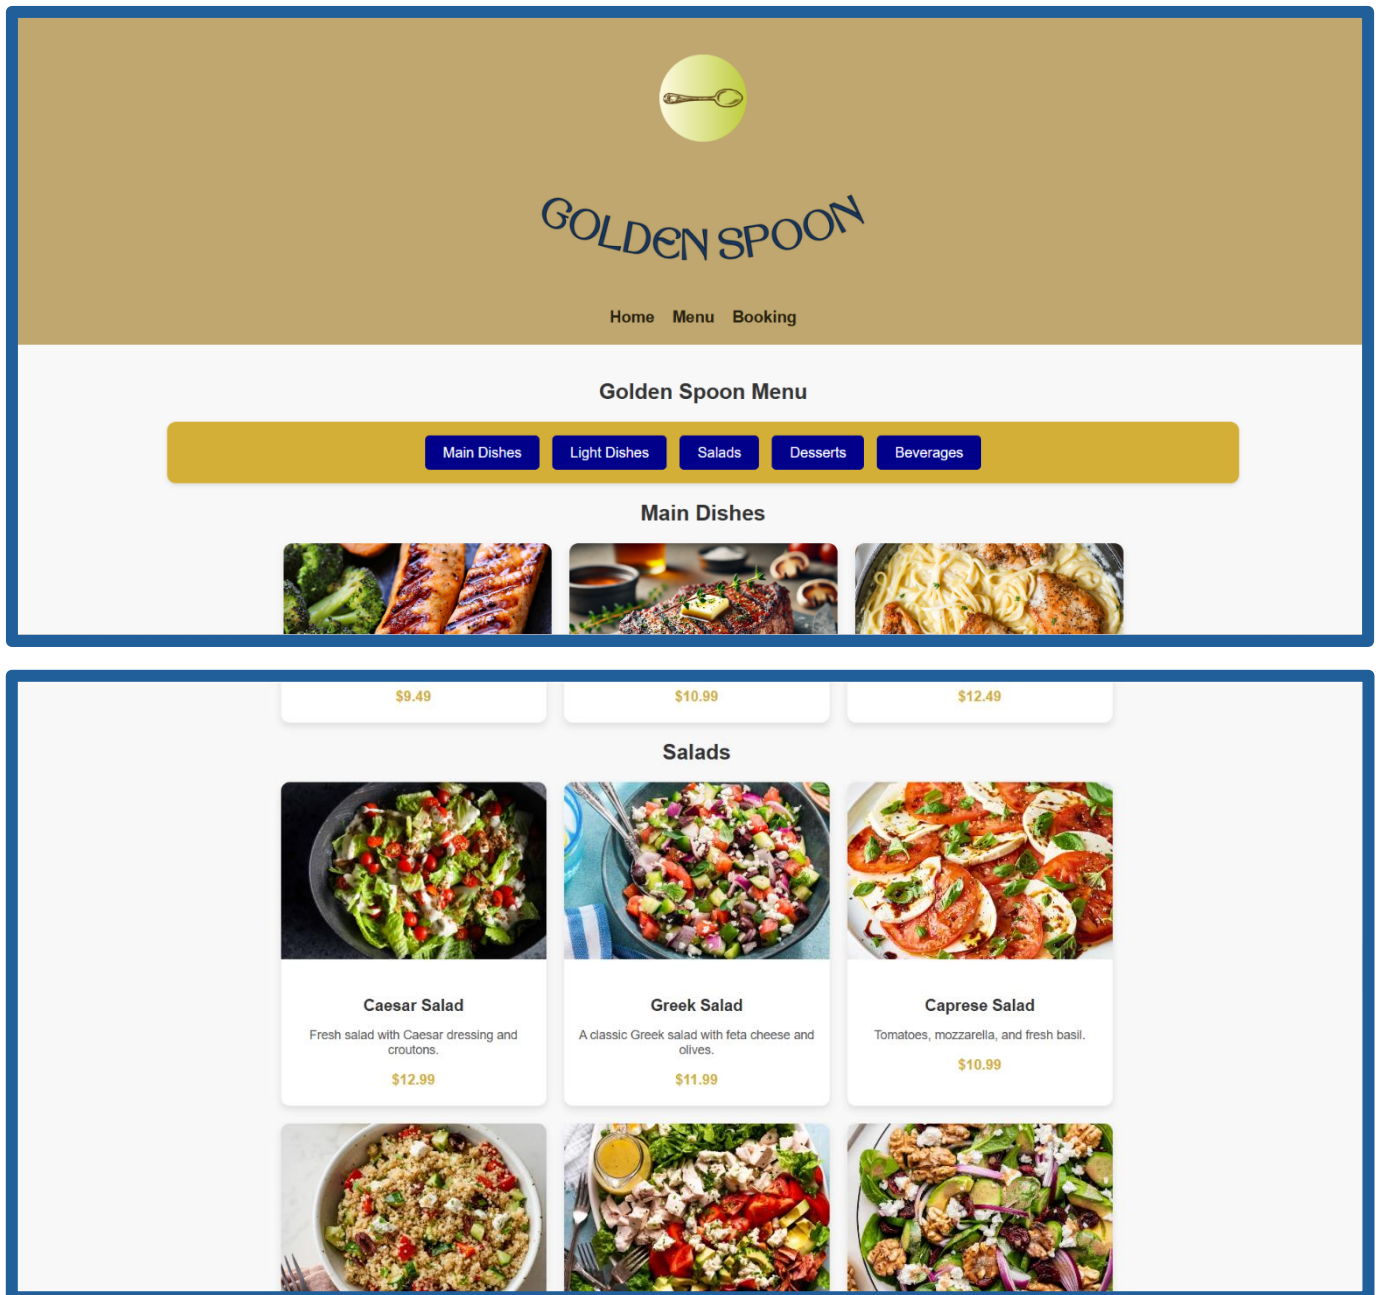 GOLDEN SPOON
Home Menu Booking
Golden Spoon Menu
Main Dishes Light Dishes Salads Desserts Beverages
Main Dishes
$9.49 $10.99 $12.49
Salads
Caesar Salad
Fresh salad with Caesar dressing and
croutons.
$12.99
Greek Salad
A classic Greek salad with feta cheese and
olives.
$11.99
Caprese Salad
Tomatoes, mozzarella, and fresh basil.
$10.99